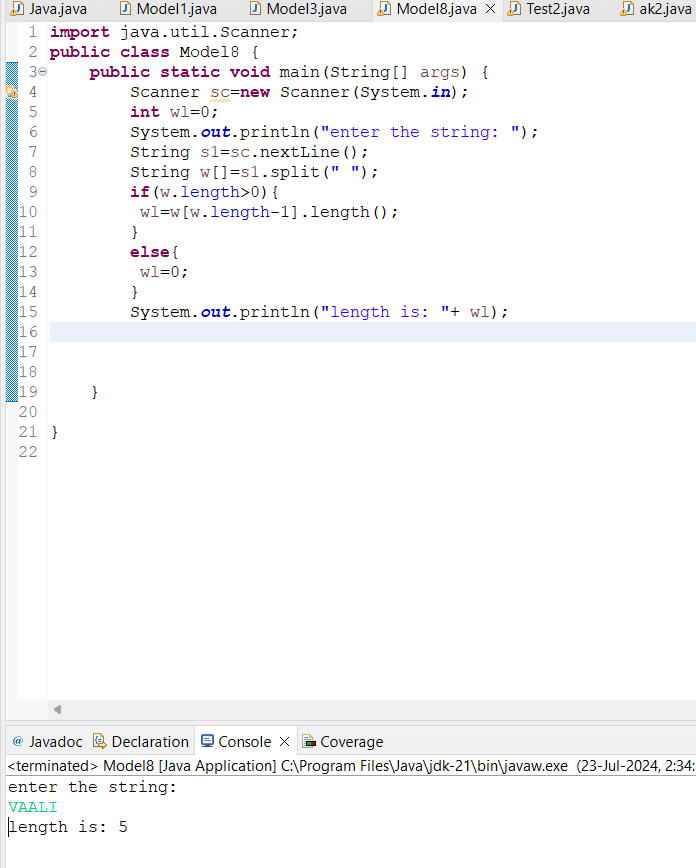 Java.java Model1.java Model3.java Model8.java Test2.java ak2.java
1 import java.util.Scanner;
2 public class Model8 {
3 public static void main(String[] args) {
4 Scanner sc=new Scanner(System.in);
5 int wl=0;
6 System.out.println("enter the string: ");
7 String s1=sc.nextLine();
8 String w[]=s1.split(" ");
9 if(w.length>0){
10 wl=w[w.length-1].length();
11 }
12 else{
13 wl=0;
14 }
15 System.out.println("length is: "+ wl);
16
17
18
19 }
20
21 }
22
@ Javadoc Declaration Console Coverage
<terminated> Model8 [Java Application] C:\Program Files\Java\jdk-21\bin\javaw.exe (23-Jul-2024, 2:34:
enter the string:
VAALI
length is: 5